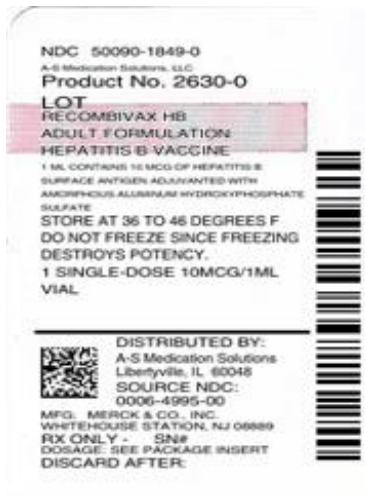 NDC 50090-1849-0
A-S Medication Solutions, LLC
Product No. 2630-0
LOT
RECOMBIVAX HB
ADULT FORMULATION
HEPATITIS B VACCINE
1 ML CONTAINS 10 MCG OF HEPATITIS B
SURFACE ANTIGEN ADJUVANTED WITH
AMORPHOUS ALUMINUM HYDROXYPHOSPHATE
SULFATE
STORE AT 36 TO 46 DEGREES F
DO NOT FREEZE SINCE FREEZING
DESTROYS POTENCY.
1 SINGLE-DOSE 10MCG/1ML
VIAL
DISTRIBUTED BY:
A-S Medication Solutions
Libertyville, IL 60048
SOURCE NDC:
0006-4995-00
MFG: MERCK & CO., INC.
WHITEHOUSE STATION, NJ 08889
RX ONLY - SN#
DOSAGE: SEE PACKAGE INSERT
DISCARD AFTER: